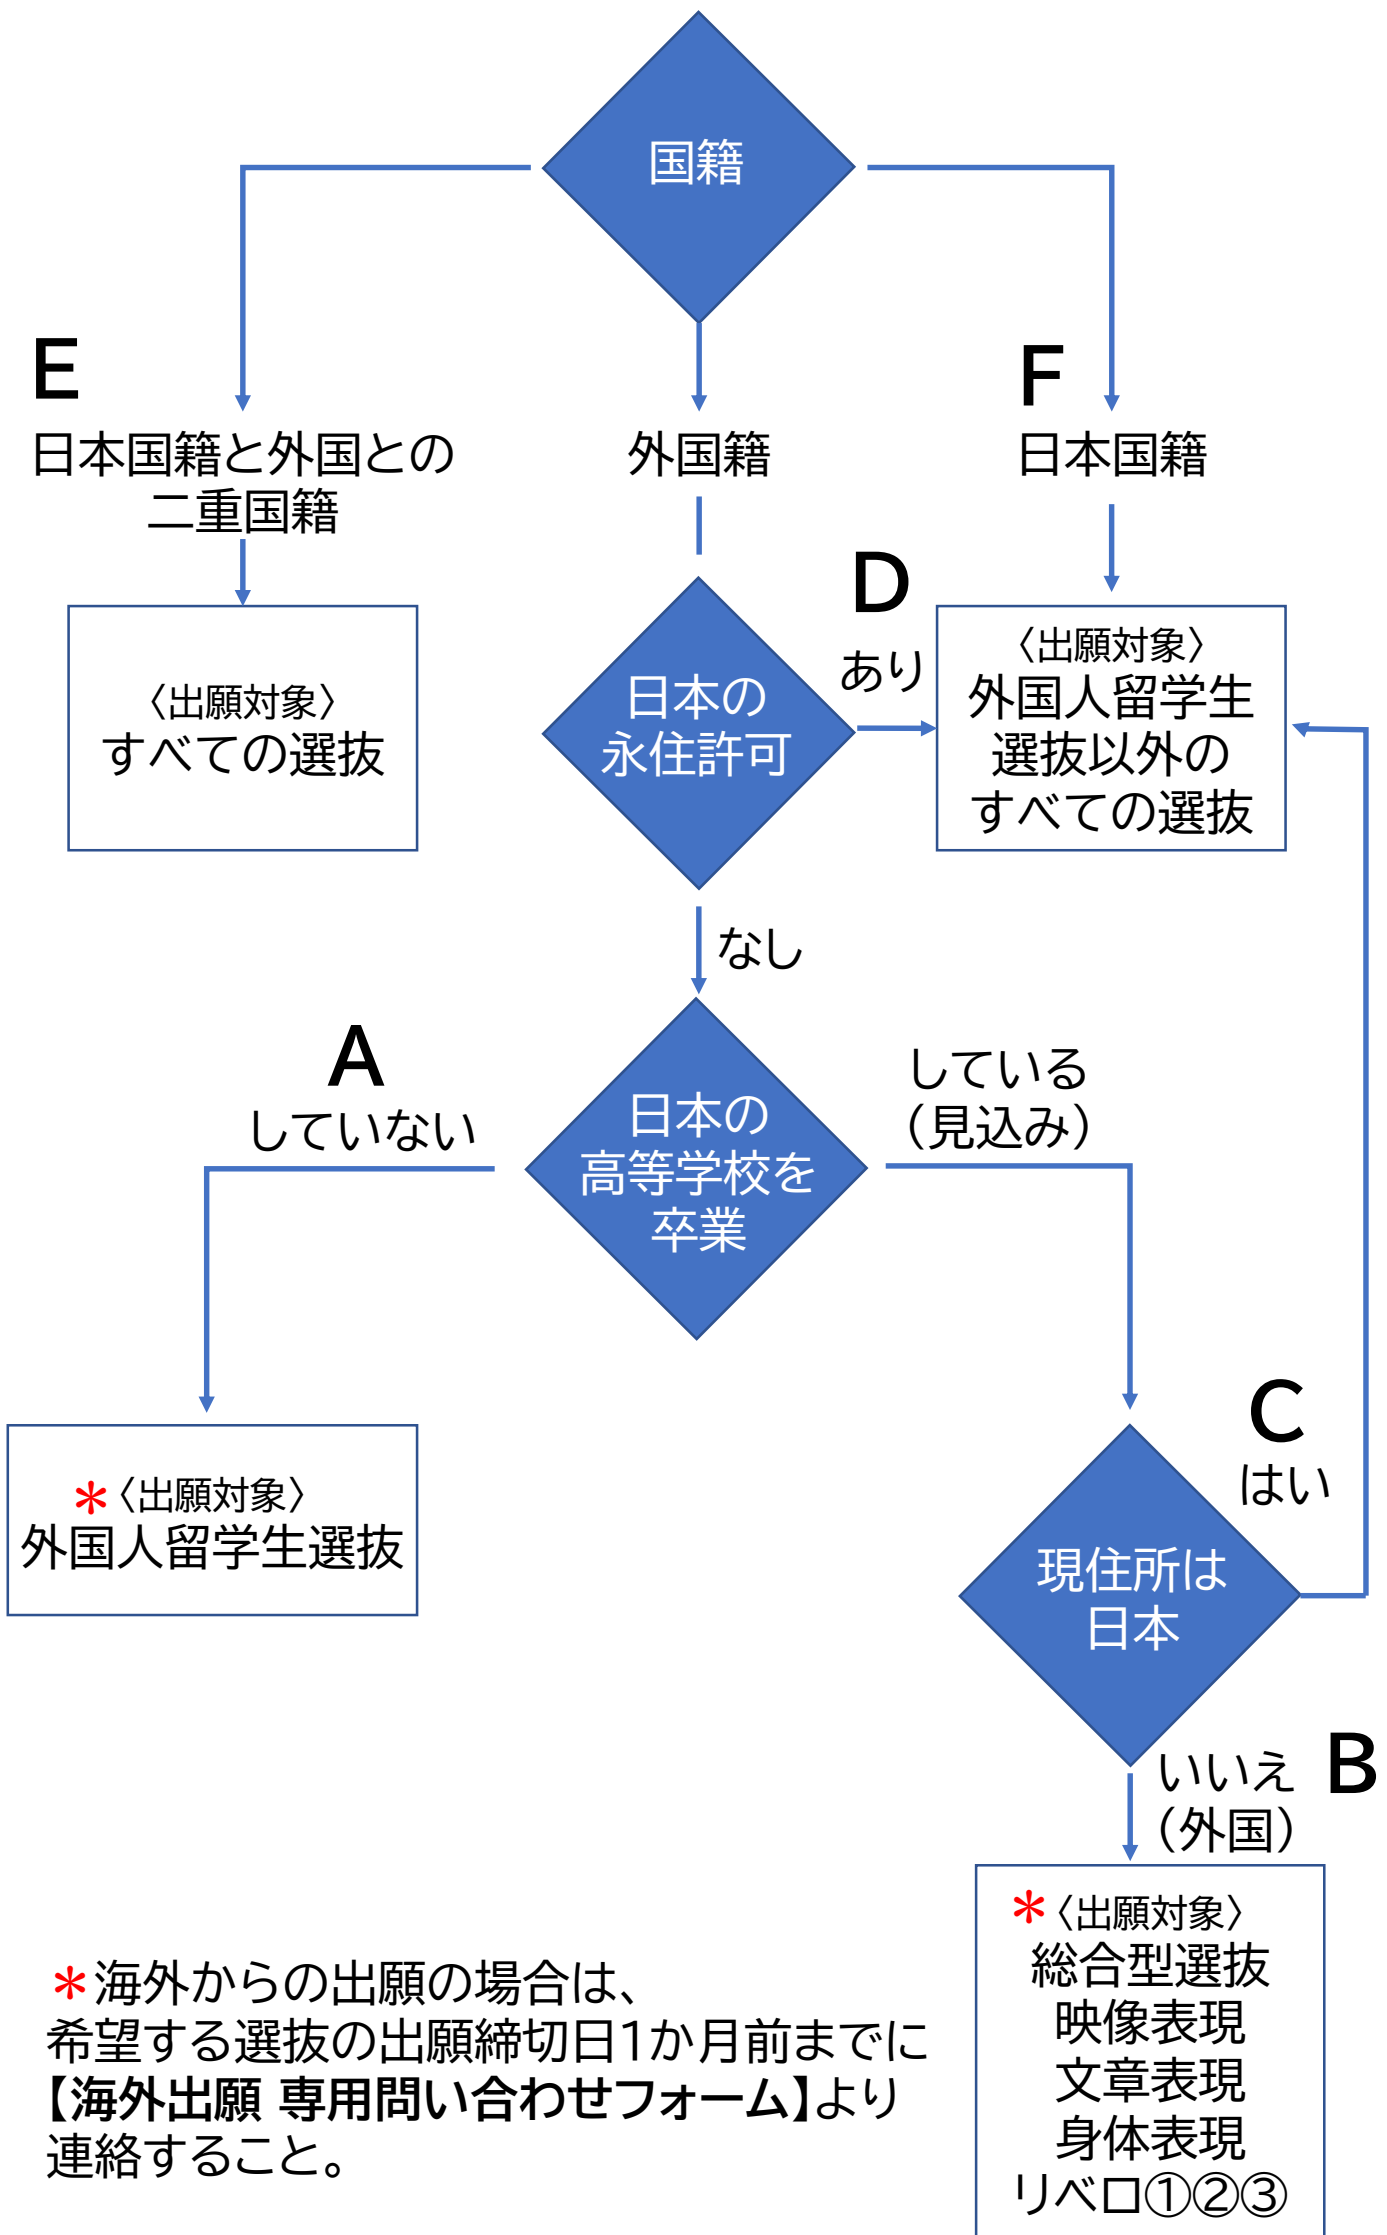 国籍
E
日本国籍と外国との
二重国籍
外国籍
F
日本国籍
〈出願対象〉
すべての選抜
日本の
永住許可
D
あり
〈出願対象〉
外国人留学生
選抜以外の
すべての選抜
なし
A
していない
日本の
高等学校を
卒業
している
（見込み）
＊〈出願対象〉
外国人留学生選抜
C
はい
現住所は
日本
いいえ
（外国）
B
＊〈出願対象〉
総合型選抜
映像表現
文章表現
身体表現
リベロ①②③
＊海外からの出願の場合は、
希望する選抜の出願締切日1か月前までに
【海外出願 専用問い合わせフォーム】より
連絡すること。